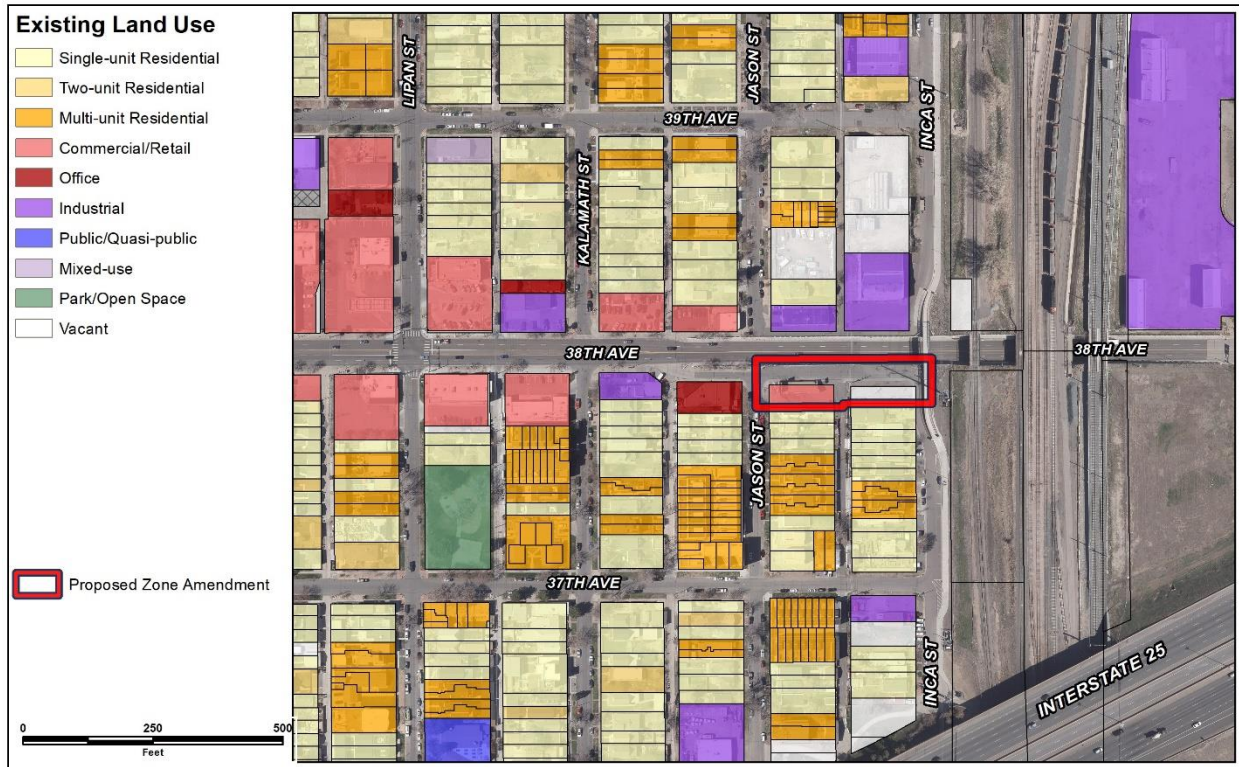 Existing Land Use
Single-unit Residential
Two-unit Residential
Multi-unit Residential
Commercial/Retail
Office
Industrial
Public/Quasi-public
Mixed-use
Park/Open Space
Vacant
Proposed Zone Amendment
0 250 500
Feet
LIPAN ST
JASON ST
INCA ST
39TH AVE
KALAMATH ST
38TH AVE
38TH AVE
JASON ST
37TH AVE
INCA ST
INTERSTATE 25